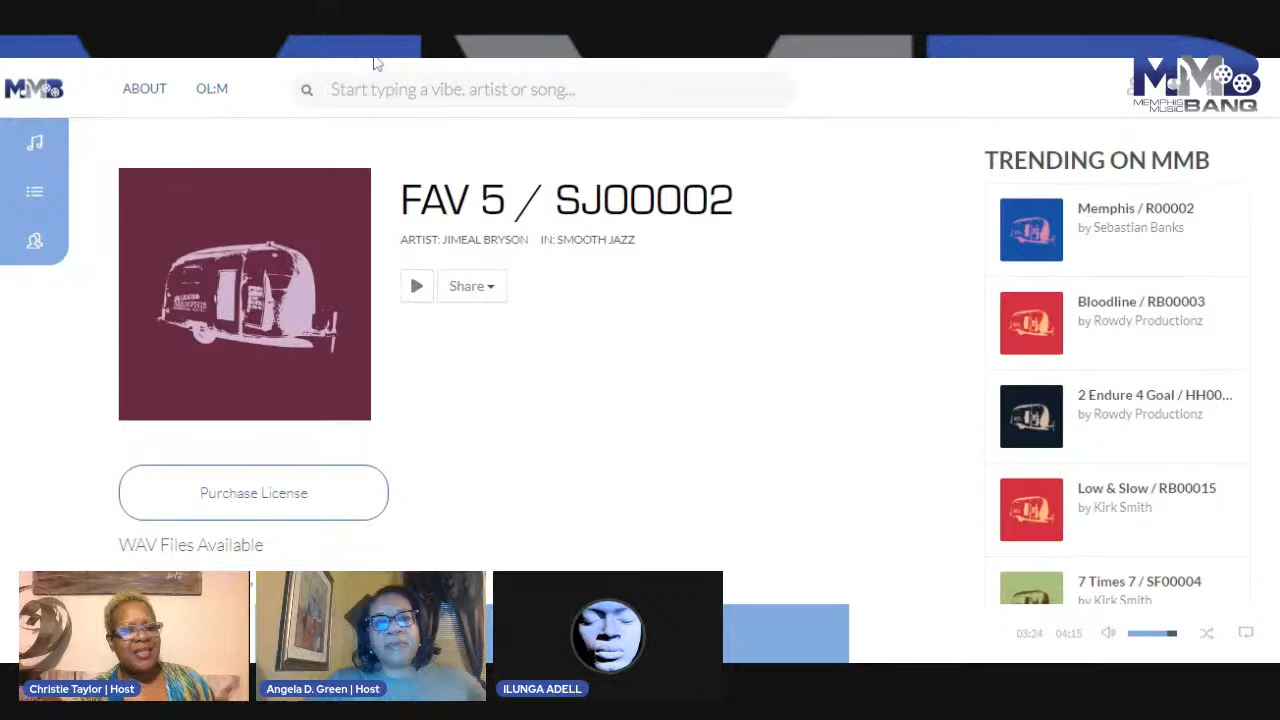 MMB
ABOUT
OL:M
Start typing a vibe, artist or song...
MMB
MEMPHIS
MUSIC BANQ
FAV 5 / SJ00002
ARTIST: JIMEAL BRYSON IN: SMOOTH JAZZ
Share
Purchase License
WAV Files Available
TRENDING ON MMB
Memphis / R00002
by Sebastian Banks
Bloodline / RB00003
by Rowdy Productionz
2 Endure 4 Goal / HH00...
by Rowdy Productionz
Low & Slow / RB00015
by Kirk Smith
7 Times 7 / SF00004
by Kirk Smith
03:24 04:15
Christie Taylor | Host
Angela D. Green | Host
ILUNGA ADELL